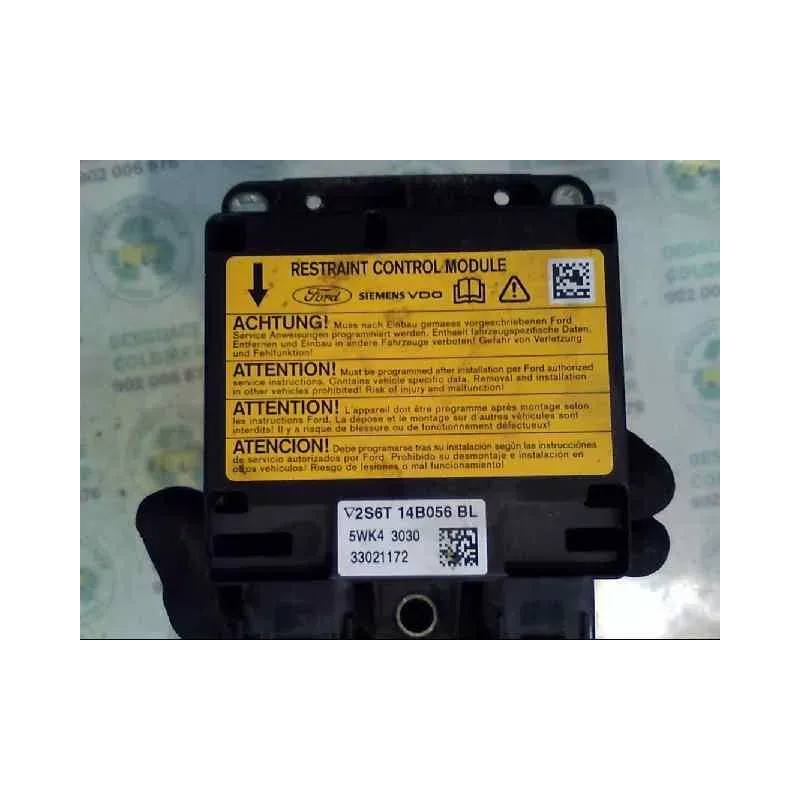 902 006 676
RESTRAINT CONTROL MODULE
Ford SIEMENS VDO
ACHTUNG! Muss nach Einbau gemaess vorgeschriebenen Ford
Service Anweisungen programmiert werden. Enthaelt fahrzeugspezifische Daten.
Entfernen und Einbau in andere Fahrzeuge verboten! Gefahr von Verletzung
und Fehlfunktion!
ATTENTION! Must be programmed after installation per Ford authorized
service instructions. Contains vehicle specific data. Removal and installation
in other vehicles prohibited! Risk of injury and malfunction!
ATTENTION! L'appareil doit être programme après montage selon
les instructions Ford. La dépose et le montage sur d'autres véhicules sont
interdits! Il y a risque de blessure ou de fonctionnement défectueux!
ATENCION! Debe programarse tras su instalación según las instrucciónes
de servicio autorizados por Ford. Prohibido su desmontaje e instalación en
otros vehículos! Riesgo de lesiones o mal funcionamiento!
V2S6T 14B056 BL
5WK4 3030
33021172